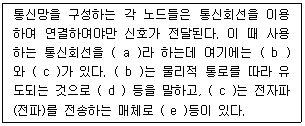 통신망을 구성하는 각 노드들은 통신회선을 이용
하여 연결하여야만 신호가 전달된다. 이 때 사용
하는 통신회선을 ( a )라 하는데 여기에는 ( b )
와 ( c )가 있다. ( b )는 물리적 통로를 따라 유
도되는 것으로 ( d ) 등을 말하고, ( c )는 전자파
(전파)를 전송하는 매체로 ( e )등이 있다.